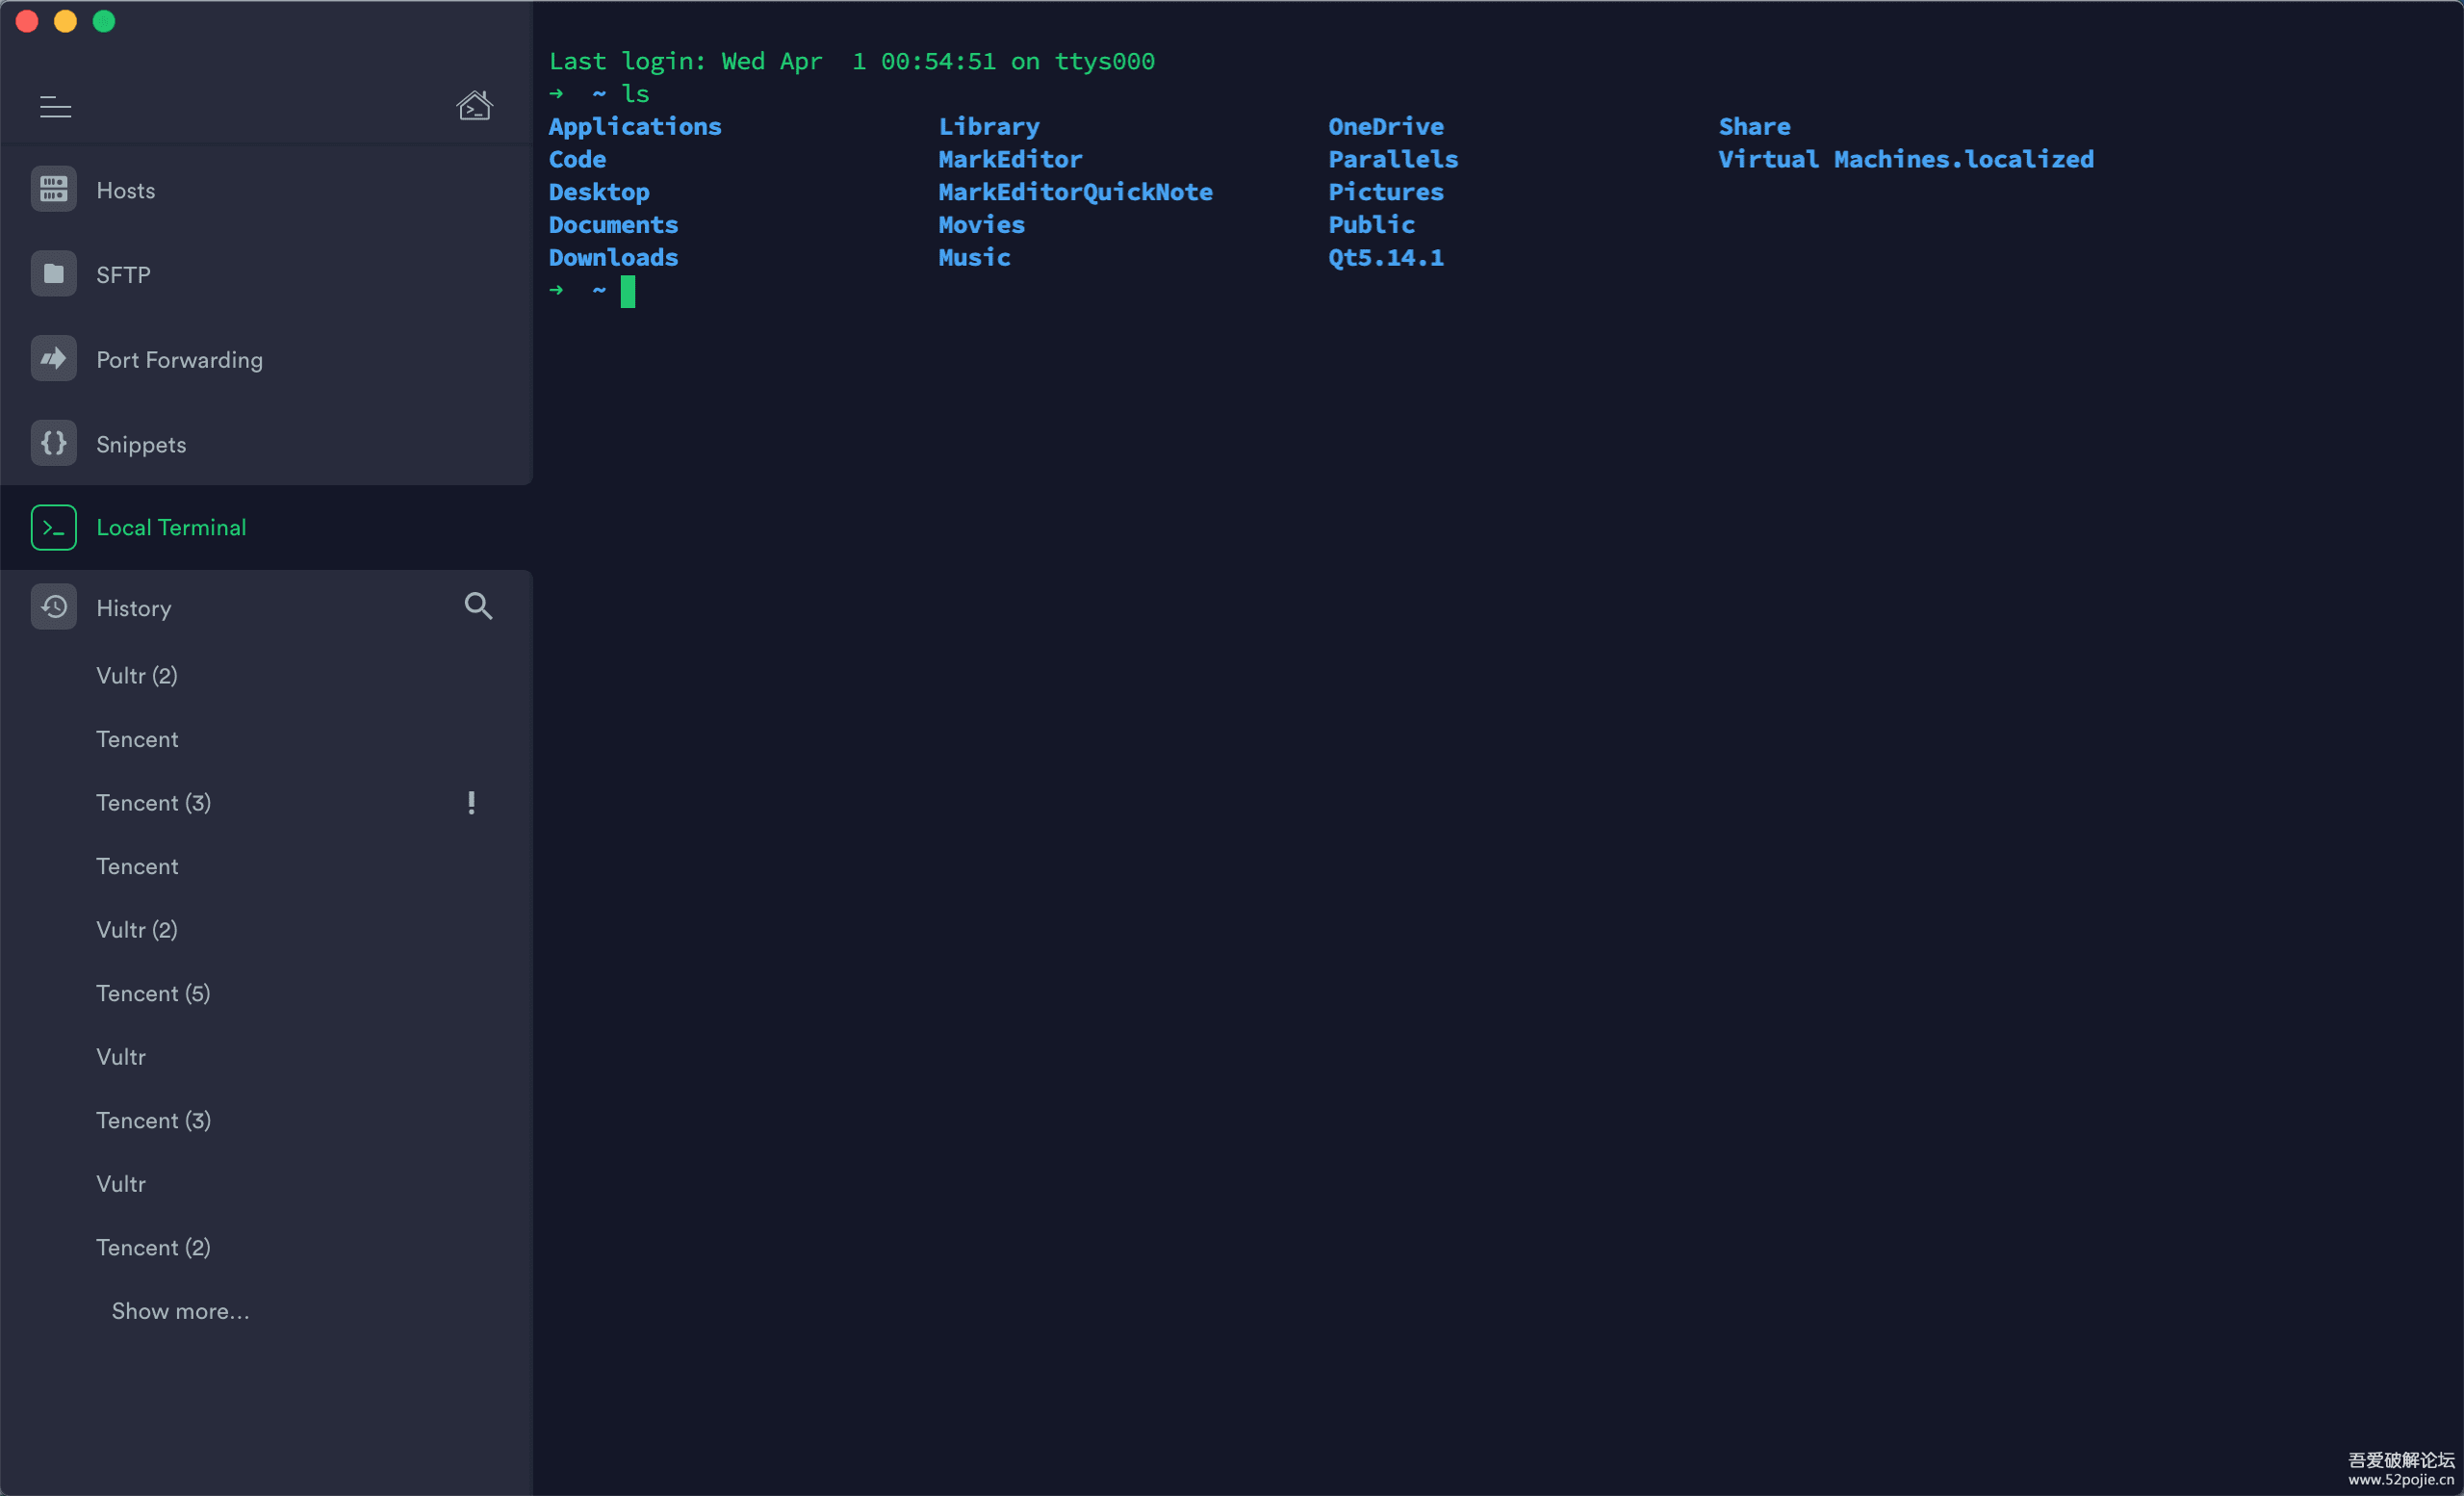 Hosts
SFTP
Port Forwarding
{} Snippets
>_ Local Terminal
History
Vultr (2)
Tencent
Tencent (3) !
Tencent
Vultr (2)
Tencent (5)
Vultr
Tencent (3)
Vultr
Tencent (2)
Show more...
Last login: Wed Apr  1 00:54:51 on ttys000
➜  ~ ls
Applications Library OneDrive Share
Code MarkEditor Parallels Virtual Machines.localized
Desktop MarkEditorQuickNote Pictures
Documents Movies Public
Downloads Music Qt5.14.1
➜  ~
吾爱破解论坛
www.52pojie.cn